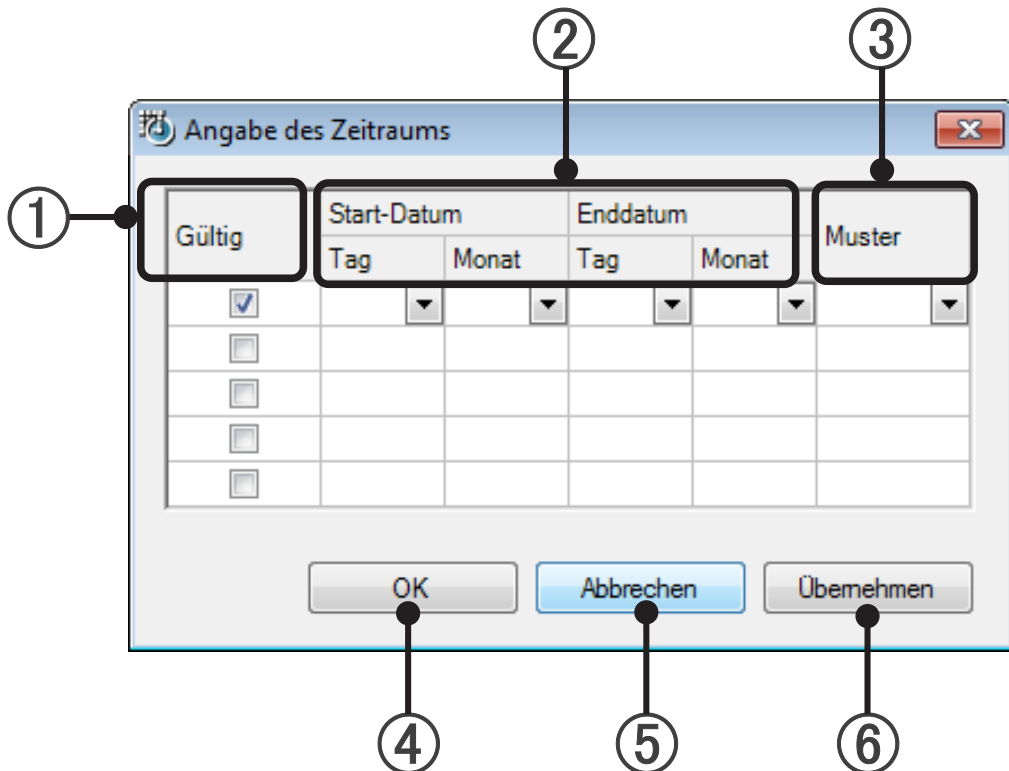 ② ③
Angabe des Zeitraums
①
Gültig Start-Datum Enddatum Muster
Tag Monat Tag Monat
OK Abbrechen Übernehmen
④ ⑤ ⑥